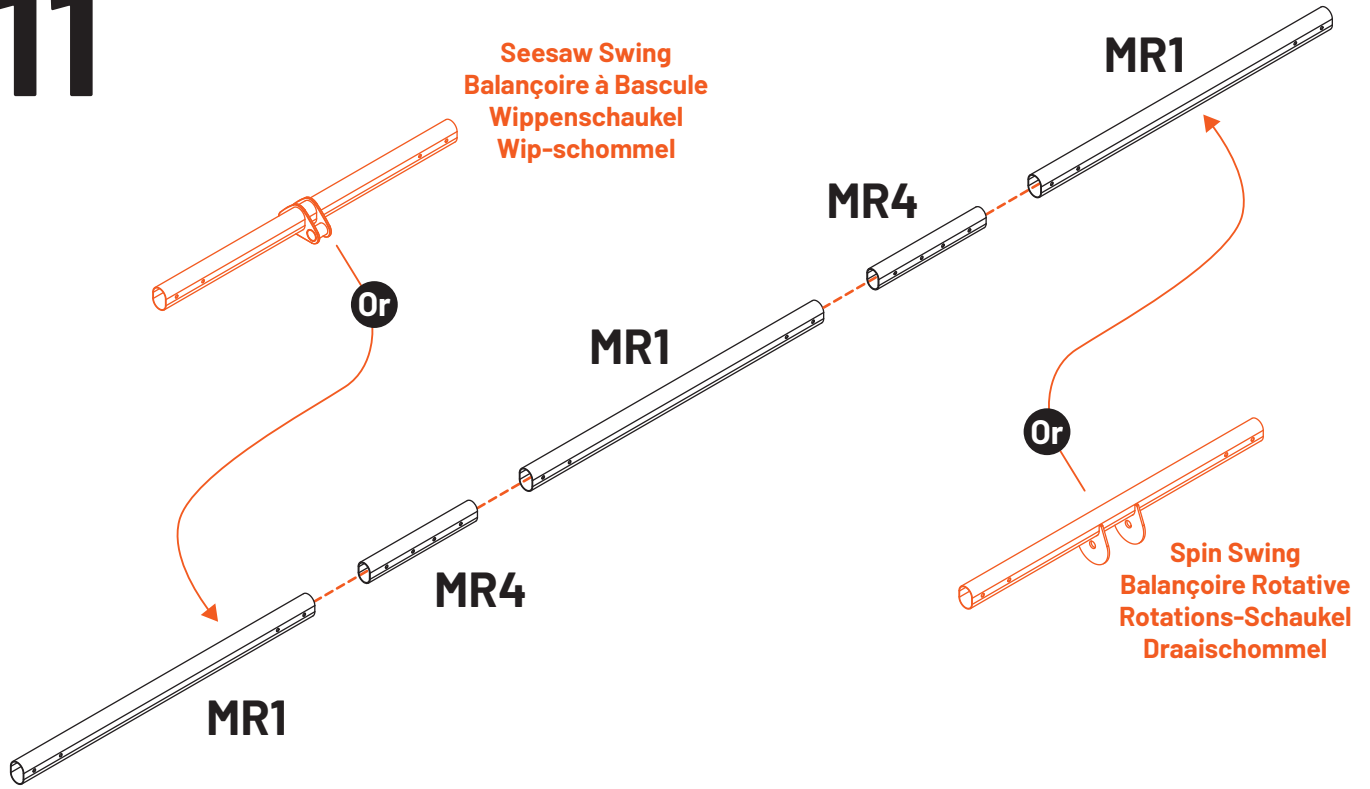 11
Seesaw Swing
Balançoire à Bascule
Wippenschaukel
Wip-schommel
MR1
MR4
Or
MR1
Or
MR4
Spin Swing
Balançoire Rotative
Rotations-Schaukel
Draaischommel
MR1